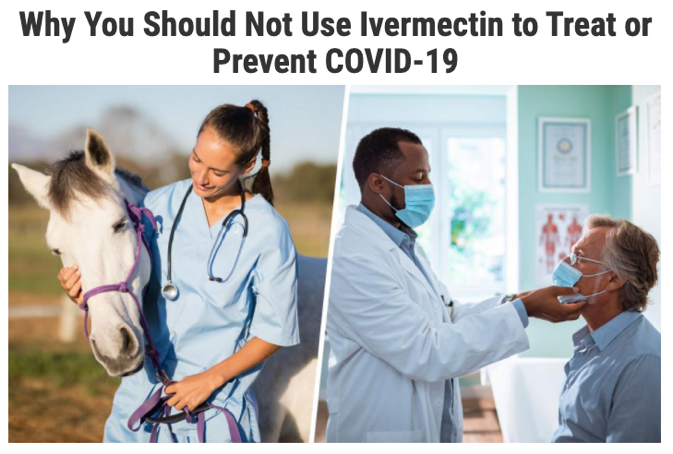 Why You Should Not Use Ivermectin to Treat or
Prevent COVID-19